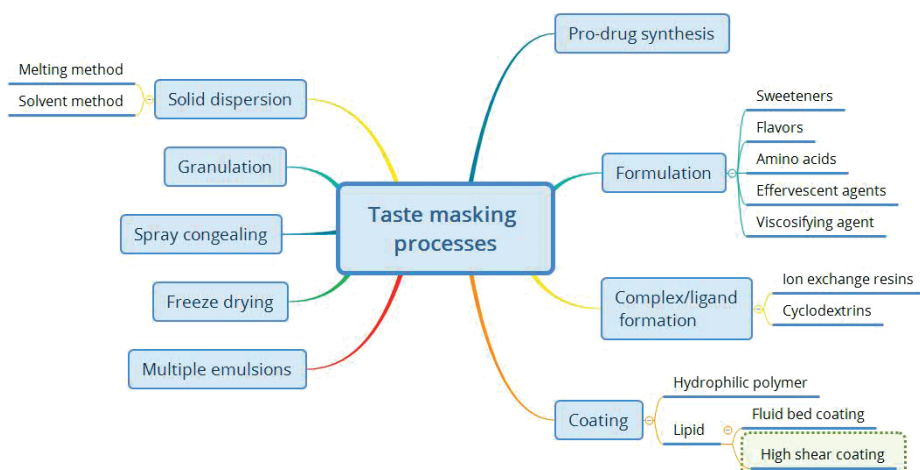 Pro-drug synthesis
Melting method
Solvent method
Solid dispersion
Sweeteners
Flavors
Amino acids
Effervescent agents
Viscosifying agent
Formulation
Granulation
Taste masking
processes
Spray congealing
Freeze drying
Complex/ligand
formation
Ion exchange resins
Cyclodextrins
Multiple emulsions
Coating
Hydrophilic polymer
Lipid
Fluid bed coating
High shear coating